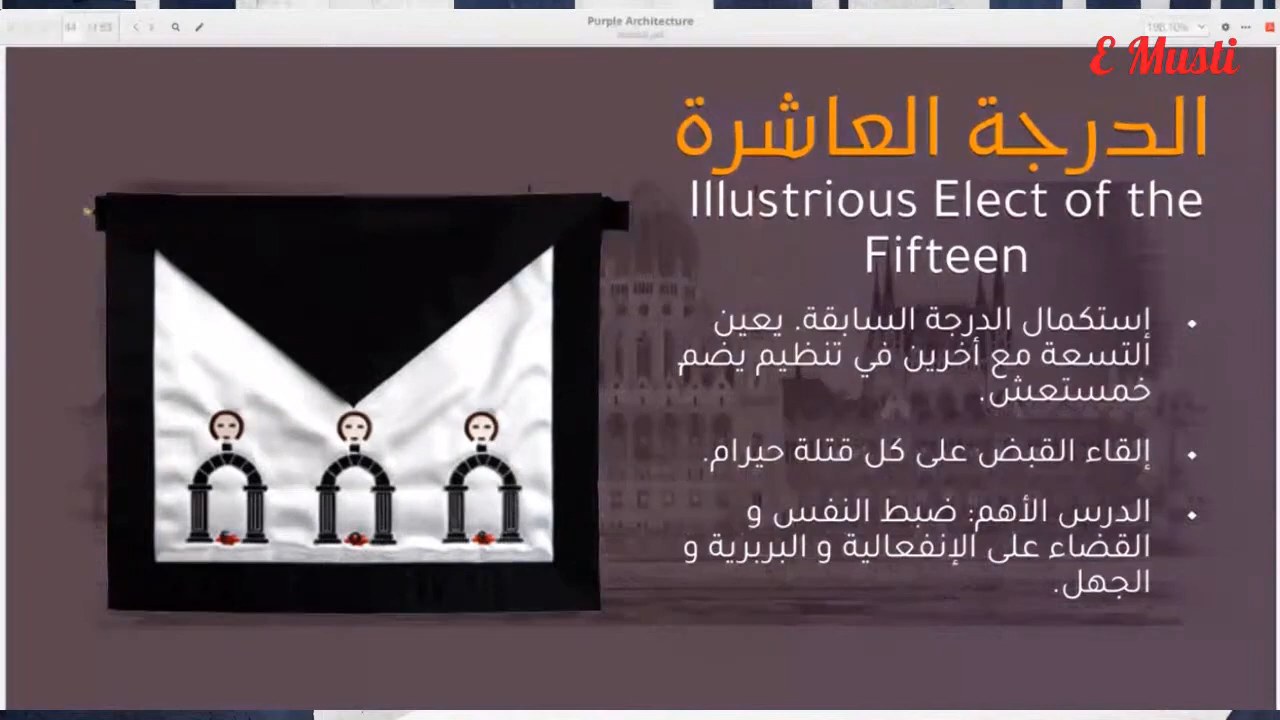 Purple Architecture
E Musti
الدرجة العاشرة
Illustrious Elect of the
Fifteen
إستكمال الدرجة السابقة. يعين
التسعة مع أخرين في تنظيم يضم
خمستعش.
إلقاء القبض على كل قتلة حيرام.
الدرس الأهم: ضبط النفس و
القضاء على الإنفعالية و البربرية و
الجهل.